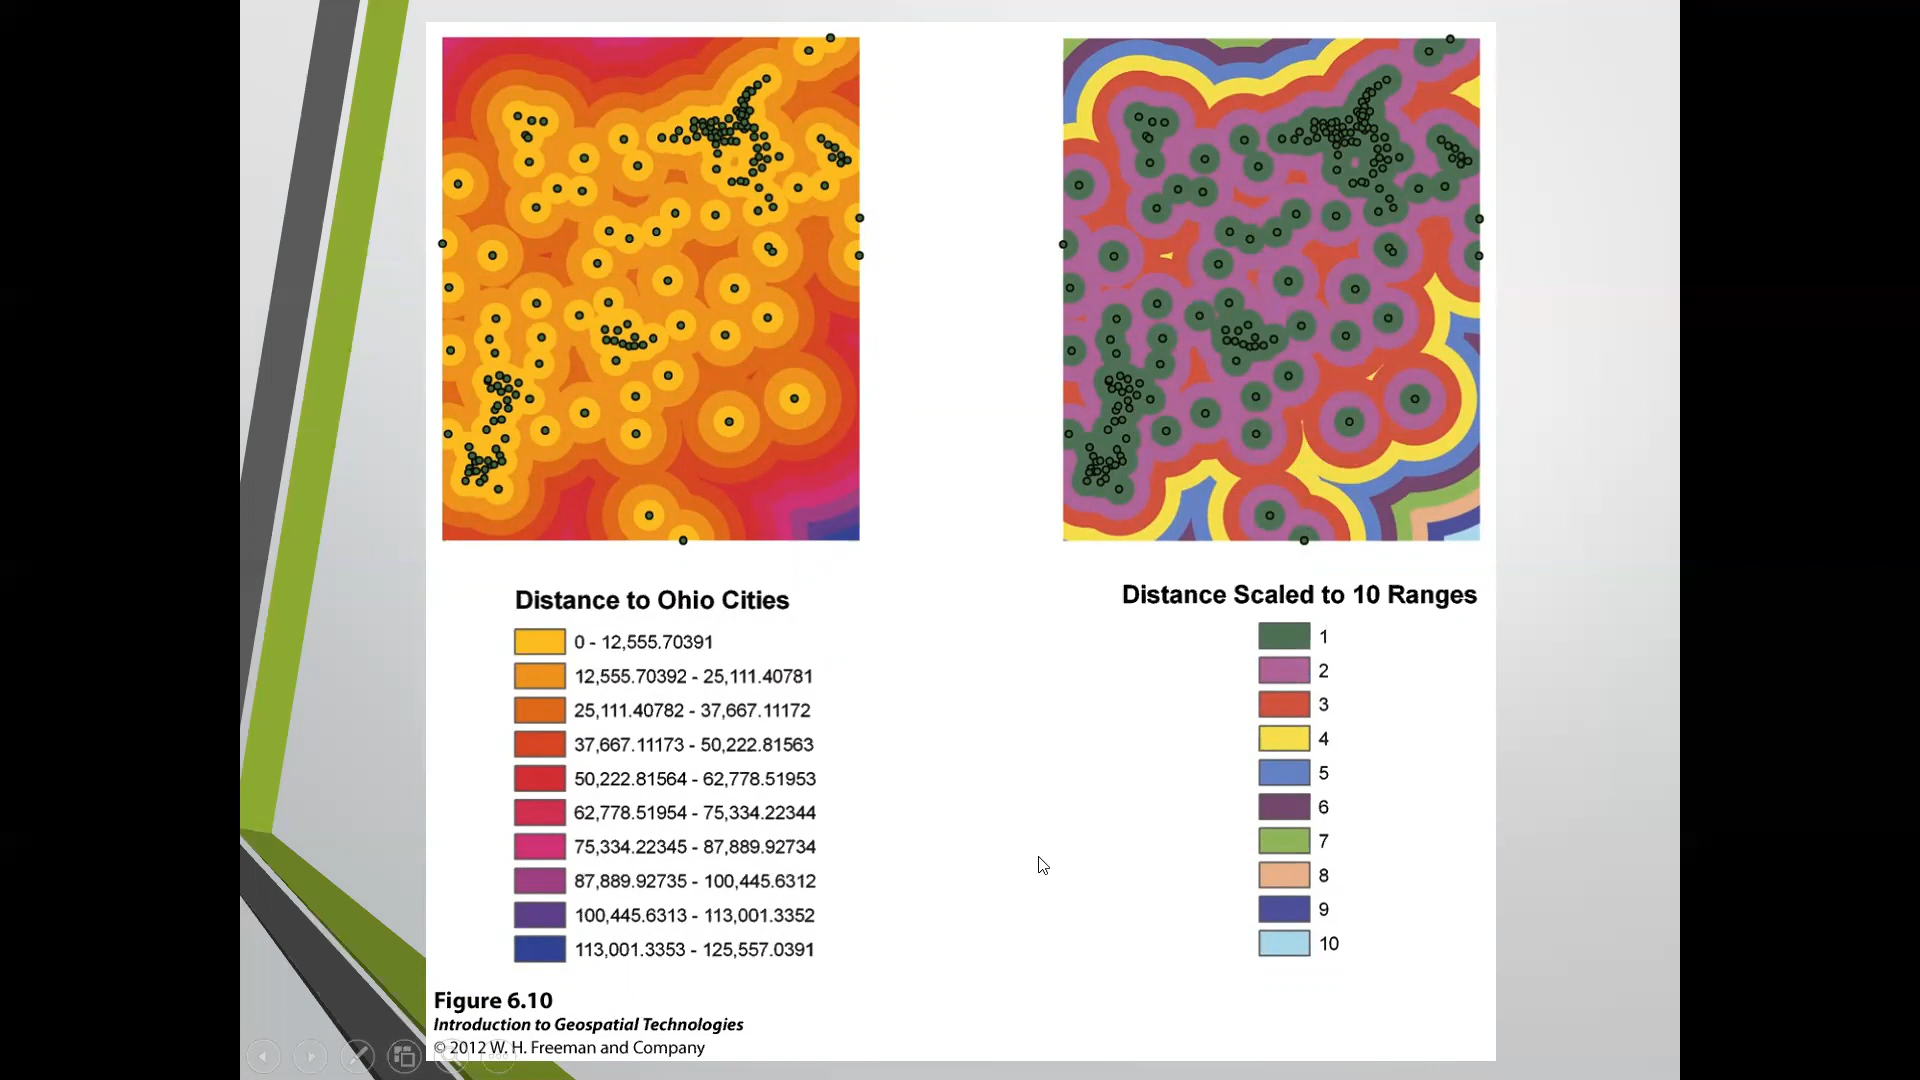 Distance to Ohio Cities
0 - 12,555.70391
12,555.70392 - 25,111.40781
25,111.40782 - 37,667.11172
37,667.11173 - 50,222.81563
50,222.81564 - 62,778.51953
62,778.51954 - 75,334.22344
75,334.22345 - 87,889.92734
87,889.92735 - 100,445.6312
100,445.6313 - 113,001.3352
113,001.3353 - 125,557.0391
Distance Scaled to 10 Ranges
1
2
3
4
5
6
7
8
9
10
Figure 6.10
Introduction to Geospatial Technologies
© 2012 W. H. Freeman and Company